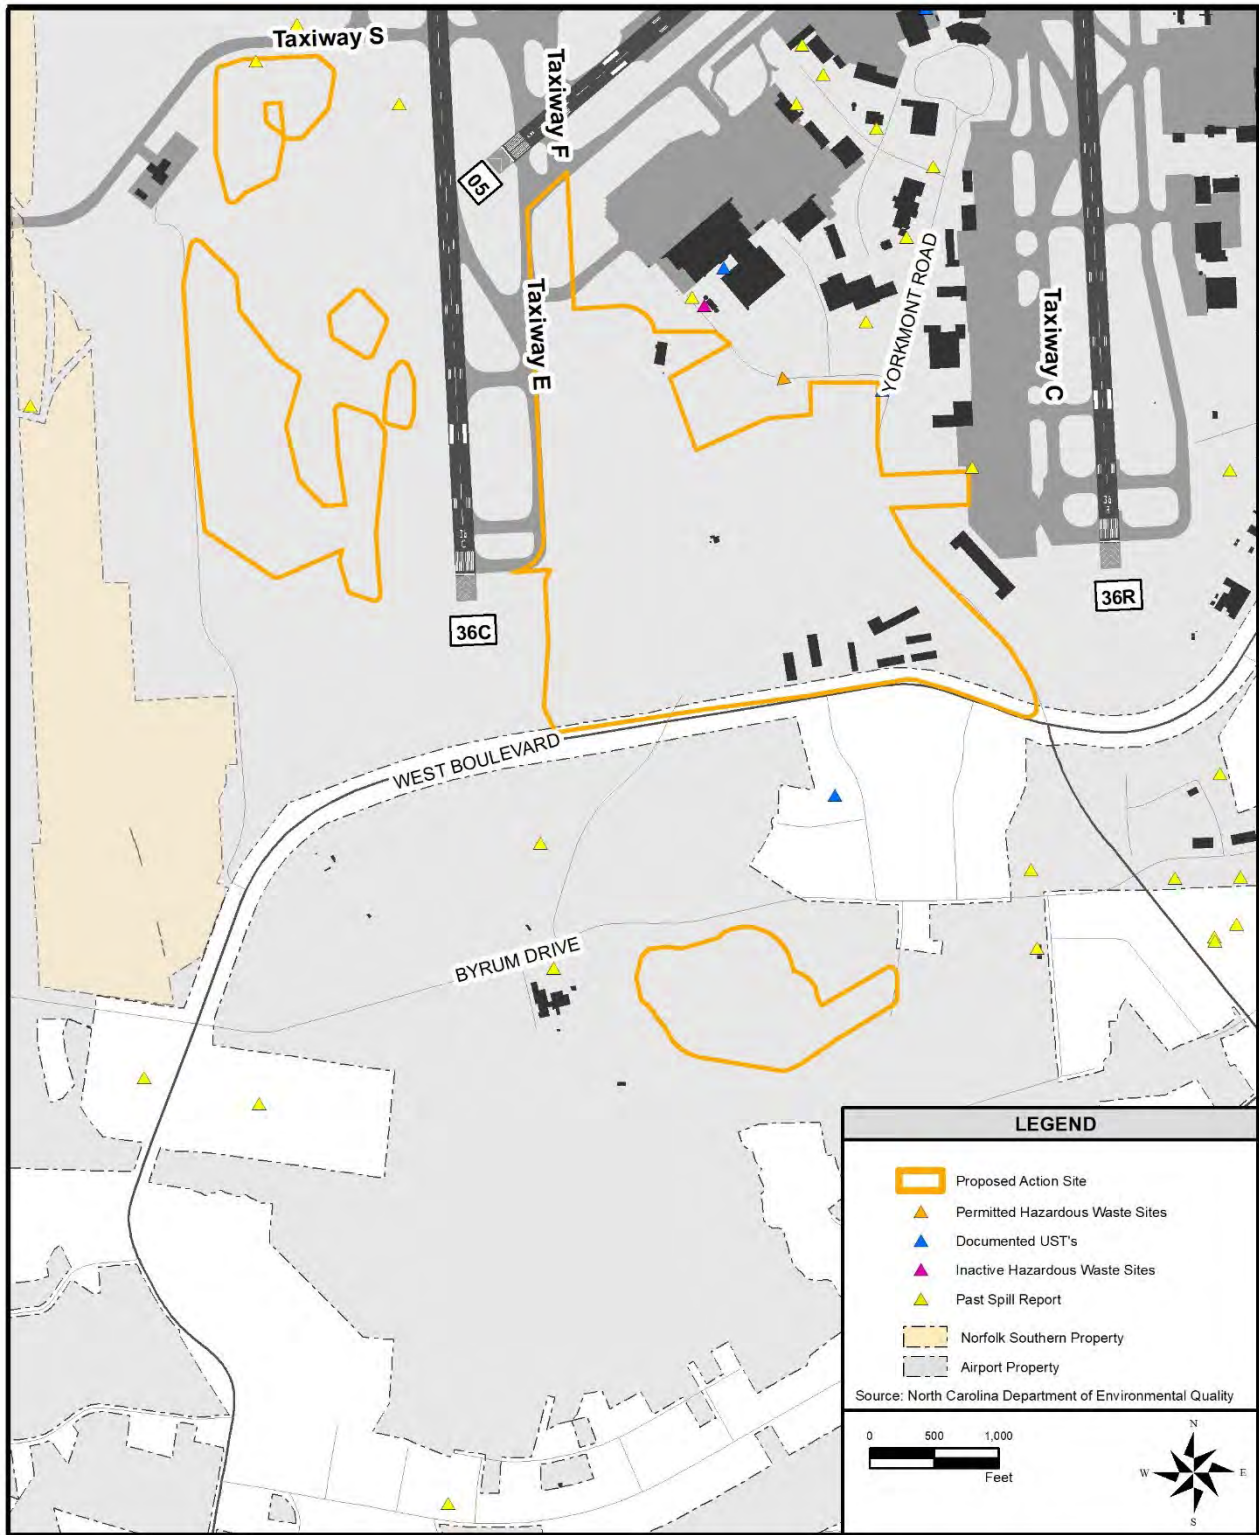 Taxiway S
Taxiway F
05
YORKMONT ROAD
Taxiway E
Taxiway C
36C
36R
WEST BOULEVARD
BYRUM DRIVE
LEGEND
Proposed Action Site
Permitted Hazardous Waste Sites
Documented UST's
Inactive Hazardous Waste Sites
Past Spill Report
Norfolk Southern Property
Airport Property
Source: North Carolina Department of Environmental Quality
0 500 1,000
Feet
N
W E
S